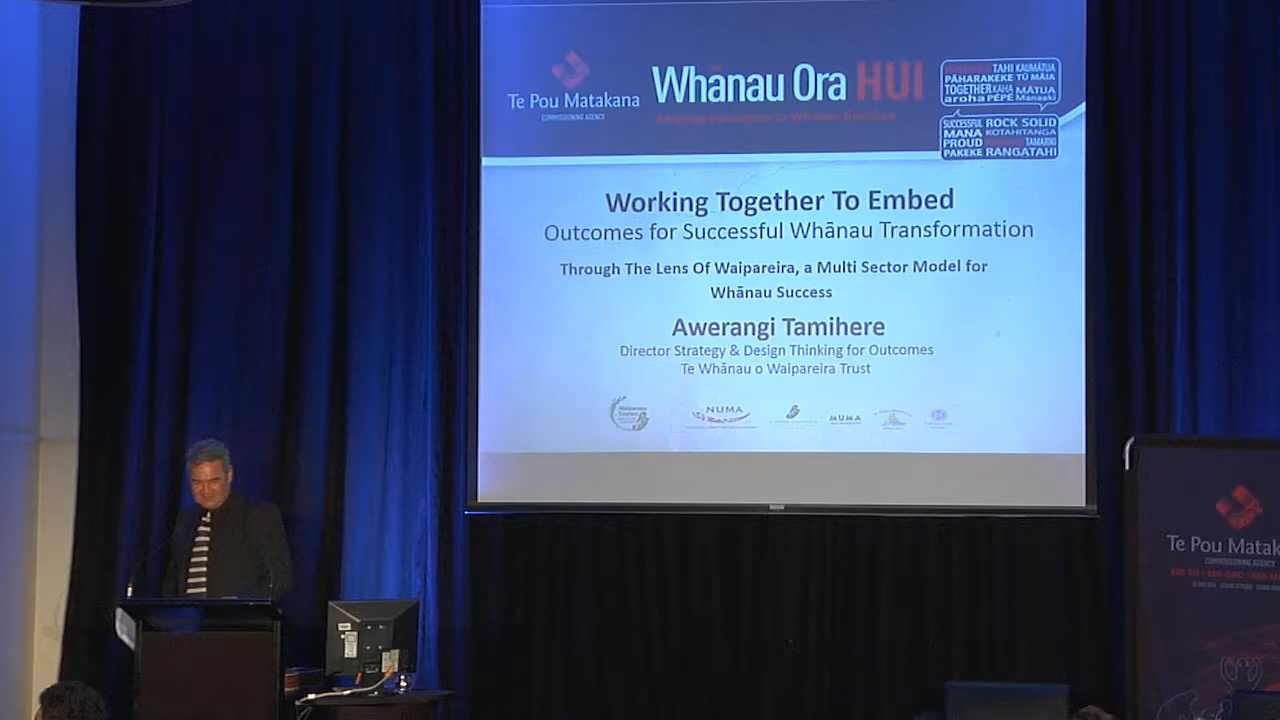 Te Pou Matakana
COMMISSIONING AGENCY
Whānau Ora HUI
TAHI KAUMĀTUA
PĀHARAKEKE TŪ MĀIA
TOGETHER KAHA MĀTUA
aroha PĒPĒ Manaaki
SUCCESSFUL ROCK SOLID
MANA KOTAHITANGA
PROUD TAMARIKI
PAKEKE RANGATAHI
Working Together To Embed
Outcomes for Successful Whānau Transformation
Through The Lens Of Waipareira, a Multi Sector Model for
Whānau Success
Awerangi Tamihere
Director Strategy & Design Thinking for Outcomes
Te Whānau o Waipareira Trust
NUMA
MUMA
Te Pou Matak
COMMISSIONING AGENCY